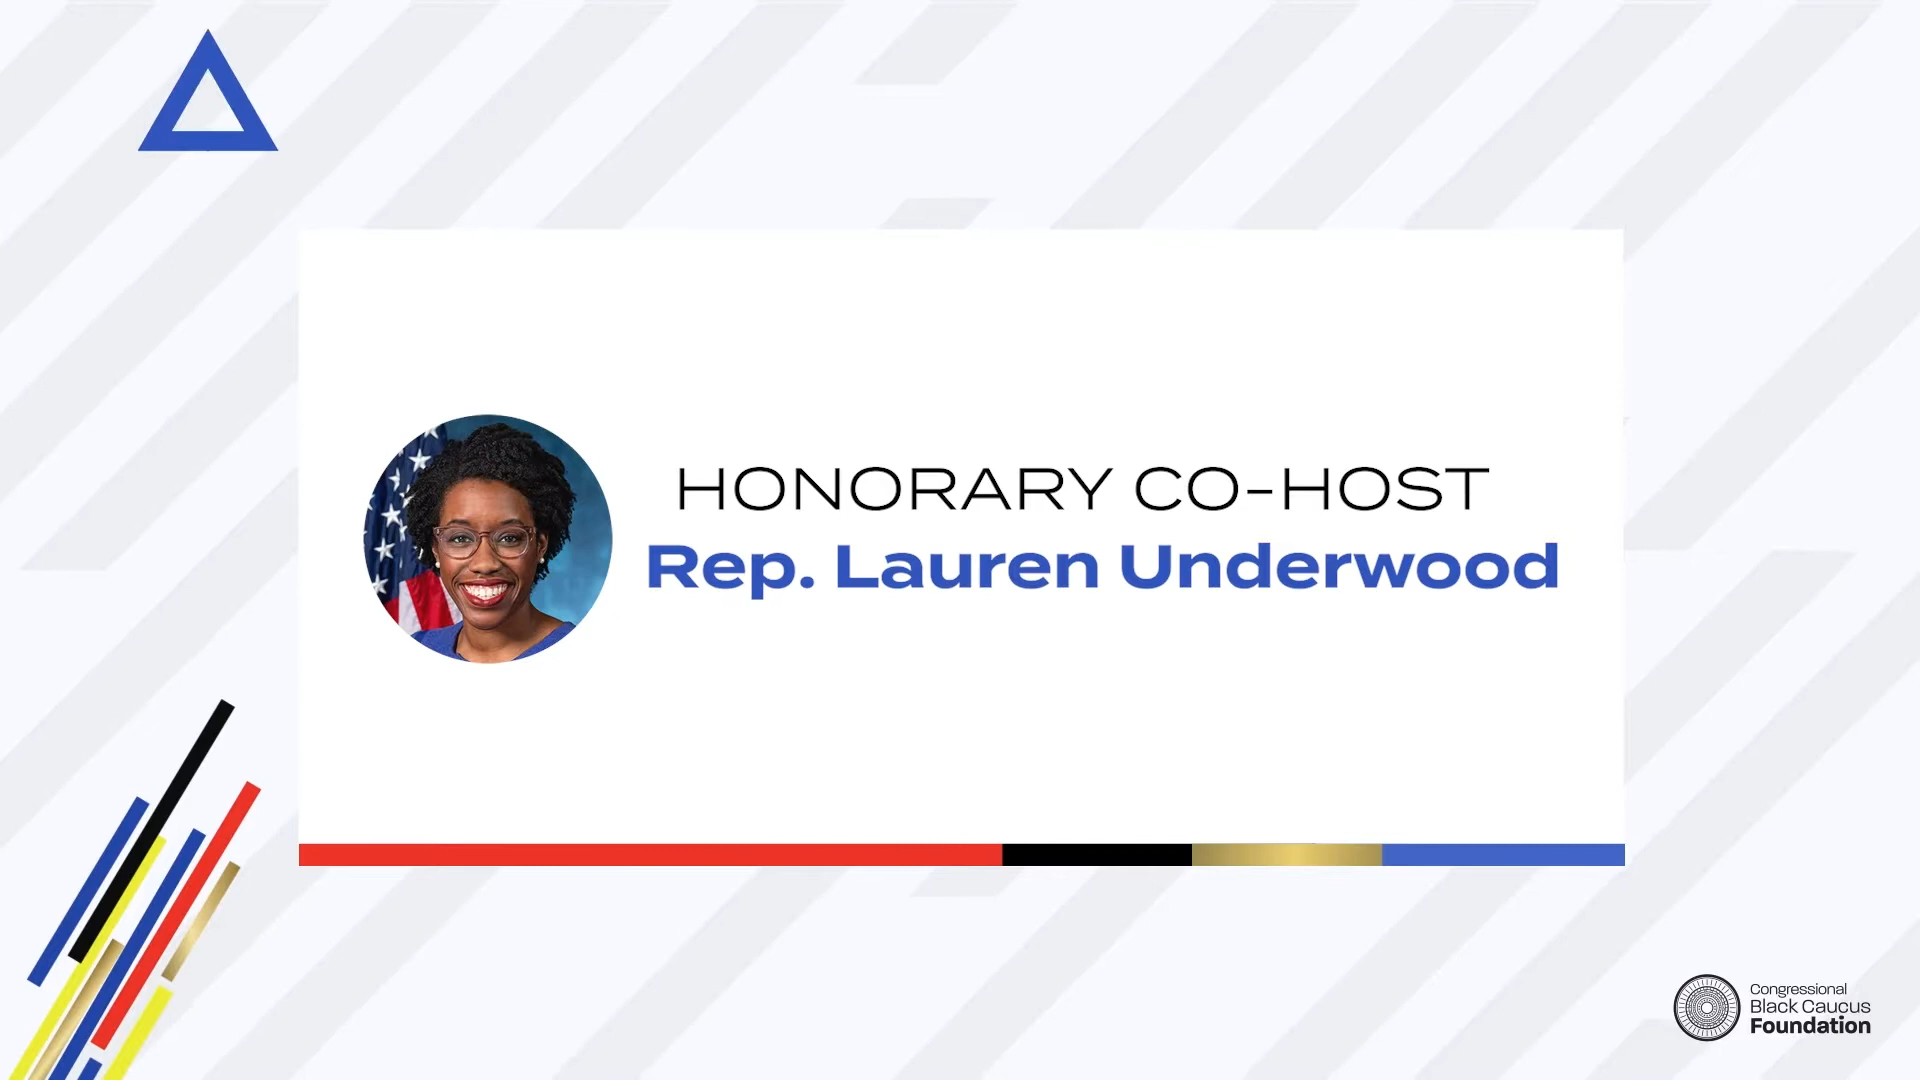 HONORARY CO-HOST
Rep. Lauren Underwood
Congressional
Black Caucus
Foundation